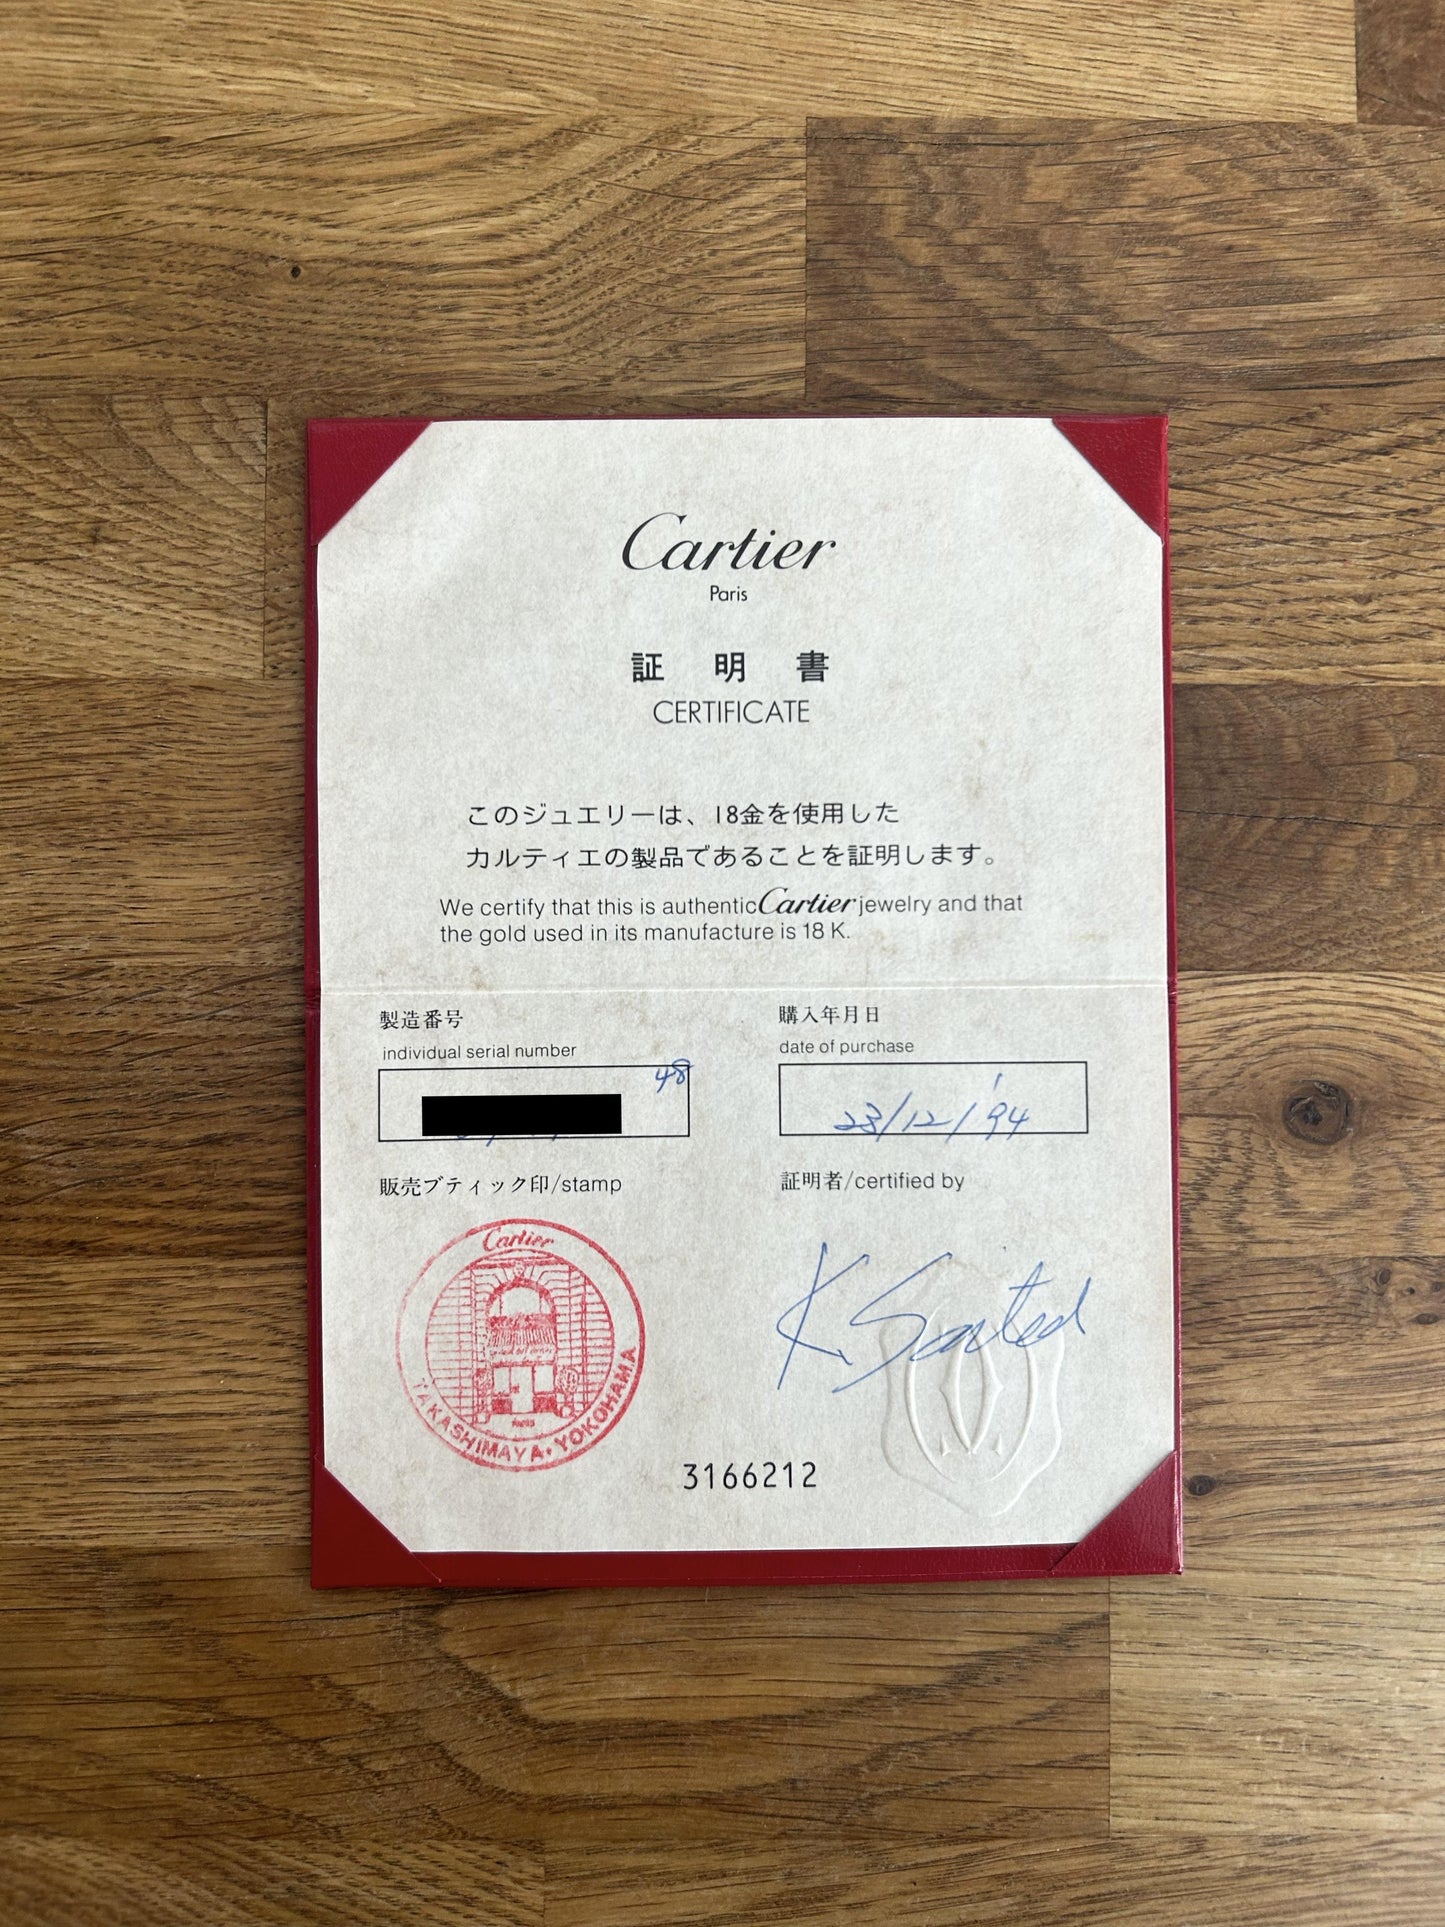 Cartier
Paris
証明書
CERTIFICATE
このジュエリーは、18金を使用した
カルティエの製品であることを証明します。
We certify that this is authentic Cartier jewelry and that
the gold used in its manufacture is 18 K.
製造番号
individual serial number
48
購入年月日
date of purchase
23/12/'94
販売ブティック印/stamp
Cartier
PARIS
TAKASHIMAYA・YOKOHAMA
証明者/certified by
K.
3166212